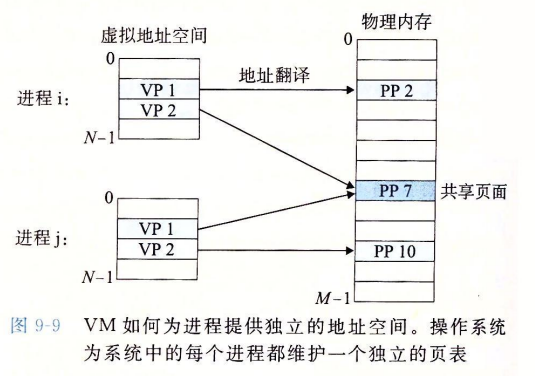 虚拟地址空间
物理内存
0
0
地址翻译
进程 i：
VP 1
PP 2
VP 2
N-1
PP 7
共享页面
0
进程 j：
VP 1
VP 2
PP 10
N-1
M-1
图 9-9 VM 如何为进程提供独立的地址空间。操作系统
为系统中的每个进程都维护一个独立的页表